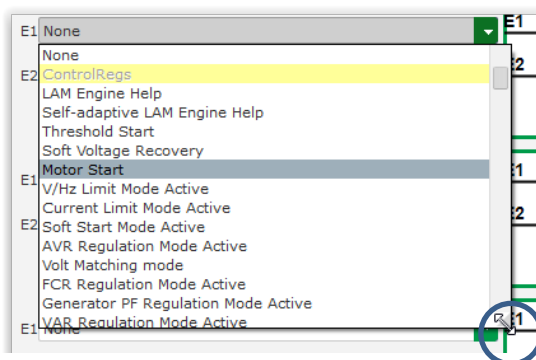 E1 None E1
None
E2 ControlRegs E2
LAM Engine Help
Self-adaptive LAM Engine Help
Threshold Start
Soft Voltage Recovery
E1 Motor Start E1
V/Hz Limit Mode Active
Current Limit Mode Active E2
E2 Soft Start Mode Active
AVR Regulation Mode Active
Volt Matching mode
FCR Regulation Mode Active
Generator PF Regulation Mode Active
VAR Regulation Mode Active E1
E1 None